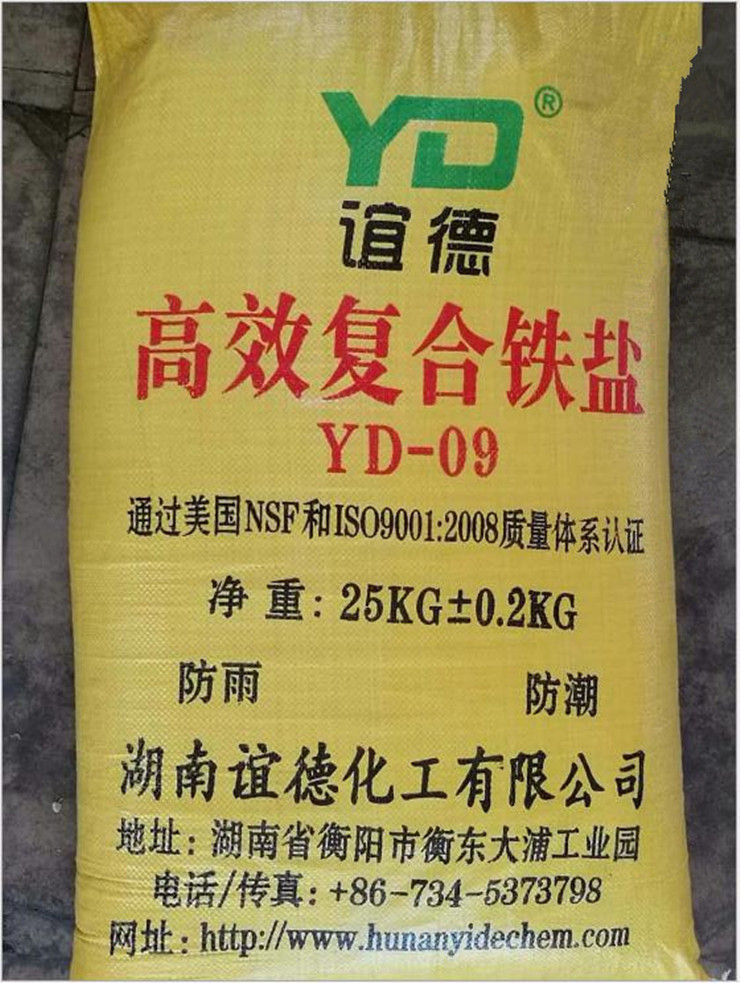 YD®
谊德
高效复合铁盐
YD-09
通过美国NSF和ISO9001:2008质量体系认证
净重:25KG±0.2KG
防雨 防潮
湖南谊德化工有限公司
地址:湖南省衡阳市衡东大浦工业园
电话/传真:+86-734-5373798
网址:http://www.hunanyidechem.com